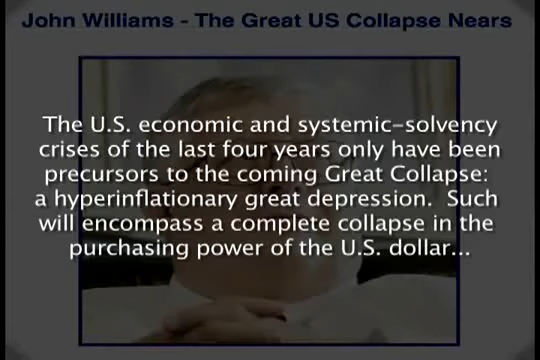 John Williams - The Great US Collapse Nears
The U.S. economic and systemic-solvency
crises of the last four years only have been
precursors to the coming Great Collapse:
a hyperinflationary great depression.  Such
will encompass a complete collapse in the
purchasing power of the U.S. dollar...